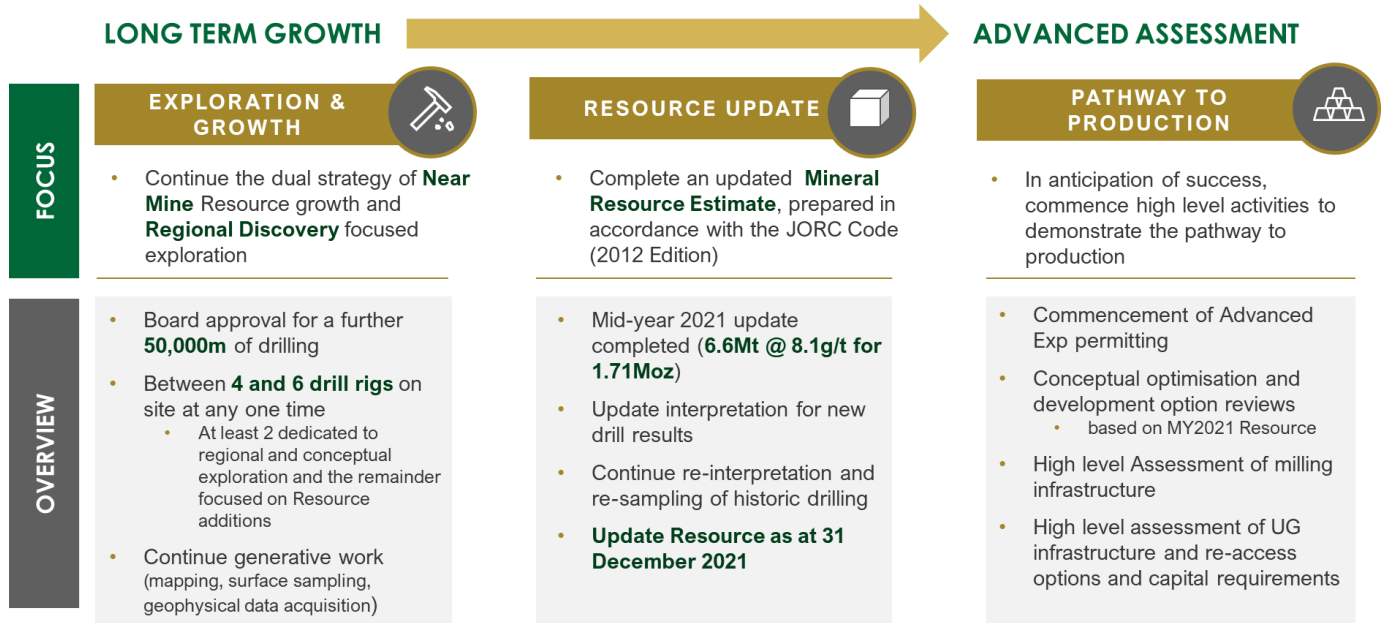 LONG TERM GROWTH
ADVANCED ASSESSMENT
FOCUS
EXPLORATION &
GROWTH
• Continue the dual strategy of Near
Mine Resource growth and
Regional Discovery focused
exploration
RESOURCE UPDATE
• Complete an updated Mineral
Resource Estimate, prepared in
accordance with the JORC Code
(2012 Edition)
PATHWAY TO
PRODUCTION
• In anticipation of success,
commence high level activities to
demonstrate the pathway to
production
OVERVIEW
• Board approval for a further
50,000m of drilling
• Between 4 and 6 drill rigs on
site at any one time
• At least 2 dedicated to
regional and conceptual
exploration and the remainder
focused on Resource
additions
• Continue generative work
(mapping, surface sampling,
geophysical data acquisition)
• Mid-year 2021 update
completed (6.6Mt @ 8.1g/t for
1.71Moz)
• Update interpretation for new
drill results
• Continue re-interpretation and
re-sampling of historic drilling
• Update Resource as at 31
December 2021
• Commencement of Advanced
Exp permitting
• Conceptual optimisation and
development option reviews
• based on MY2021 Resource
• High level Assessment of milling
infrastructure
• High level assessment of UG
infrastructure and re-access
options and capital requirements